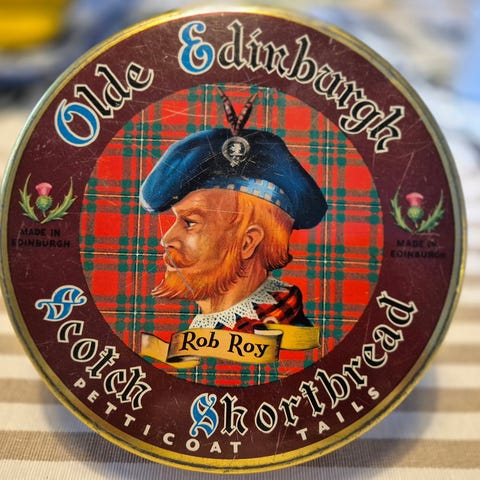 Olde Edinburgh
MADE IN
EDINBURGH
MADE IN
EDINBURGH
Rob Roy
Scotch Shortbread
PETTICOAT TAILS